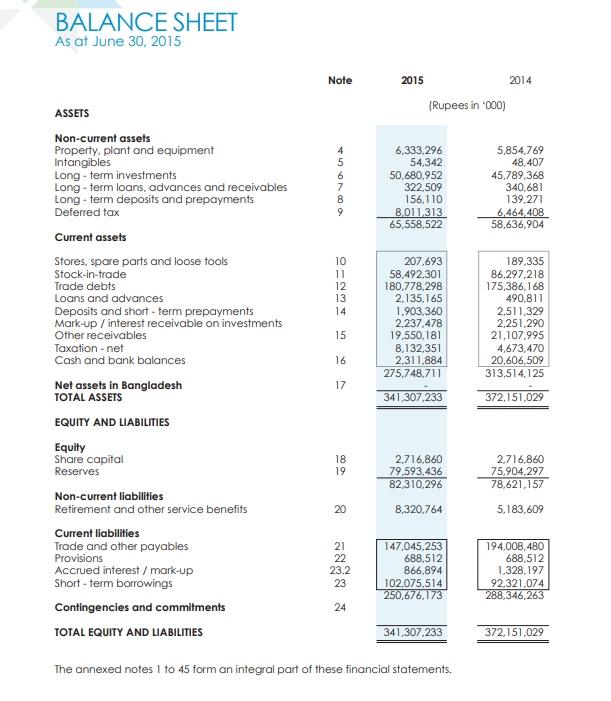 BALANCE SHEET
As at June 30, 2015
Note 2015 2014
(Rupees in ‘000)
ASSETS
Non-current assets
Property, plant and equipment 4 6,333,296 5,854,769
Intangibles 5 54,342 48,407
Long - term investments 6 50,680,952 45,789,368
Long - term loans, advances and receivables 7 322,509 340,681
Long - term deposits and prepayments 8 156,110 139,271
Deferred tax 9 8,011,313 6,464,408
65,558,522 58,636,904
Current assets
Stores, spare parts and loose tools 10 207,693 189,335
Stock-in-trade 11 58,492,301 86,297,218
Trade debts 12 180,778,298 175,386,168
Loans and advances 13 2,135,165 490,811
Deposits and short - term prepayments 14 1,903,360 2,511,329
Mark-up / interest receivable on investments 2,237,478 2,251,290
Other receivables 15 19,550,181 21,107,995
Taxation - net 8,132,351 4,673,470
Cash and bank balances 16 2,311,884 20,606,509
275,748,711 313,514,125
Net assets in Bangladesh 17 - -
TOTAL ASSETS 341,307,233 372,151,029
EQUITY AND LIABILITIES
Equity
Share capital 18 2,716,860 2,716,860
Reserves 19 79,593,436 75,904,297
82,310,296 78,621,157
Non-current liabilities
Retirement and other service benefits 20 8,320,764 5,183,609
Current liabilities
Trade and other payables 21 147,045,253 194,008,480
Provisions 22 688,512 688,512
Accrued interest / mark-up 23.2 866,894 1,328,197
Short - term borrowings 23 102,075,514 92,321,074
250,676,173 288,346,263
Contingencies and commitments 24
TOTAL EQUITY AND LIABILITIES 341,307,233 372,151,029
The annexed notes 1 to 45 form an integral part of these financial statements.